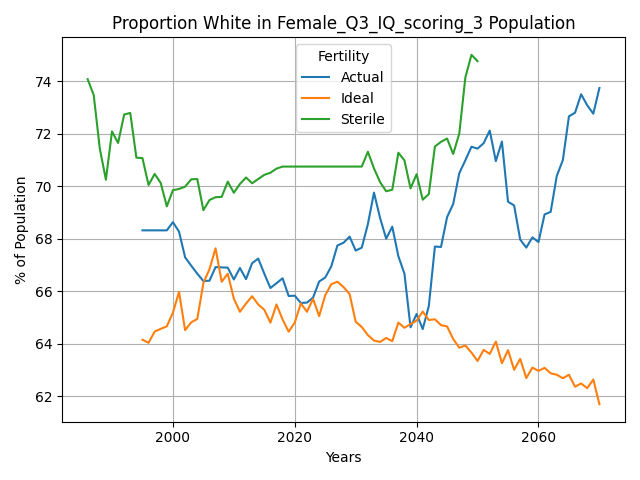 Proportion White in Female_Q3_IQ_scoring_3 Population
Fertility
Actual
Ideal
Sterile
% of Population
74
72
70
68
66
64
62
2000
2020
2040
2060
Years